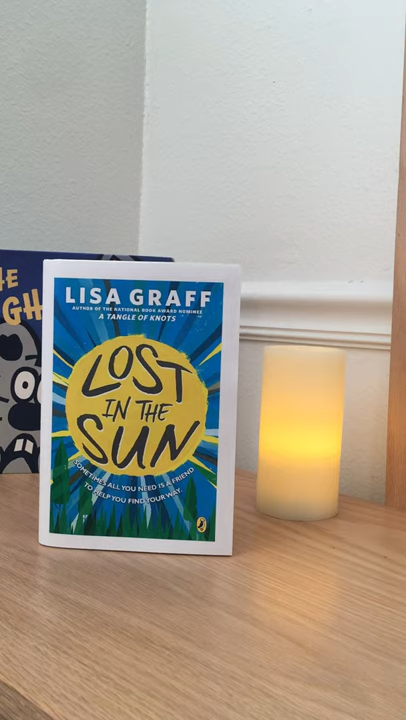 LISA GRAFF
AUTHOR OF THE NATIONAL BOOK AWARD NOMINEE
A TANGLE OF KNOTS
LOST
IN THE
SUN
SOMETIMES ALL YOU NEED IS A FRIEND
TO HELP YOU FIND YOUR WAY.